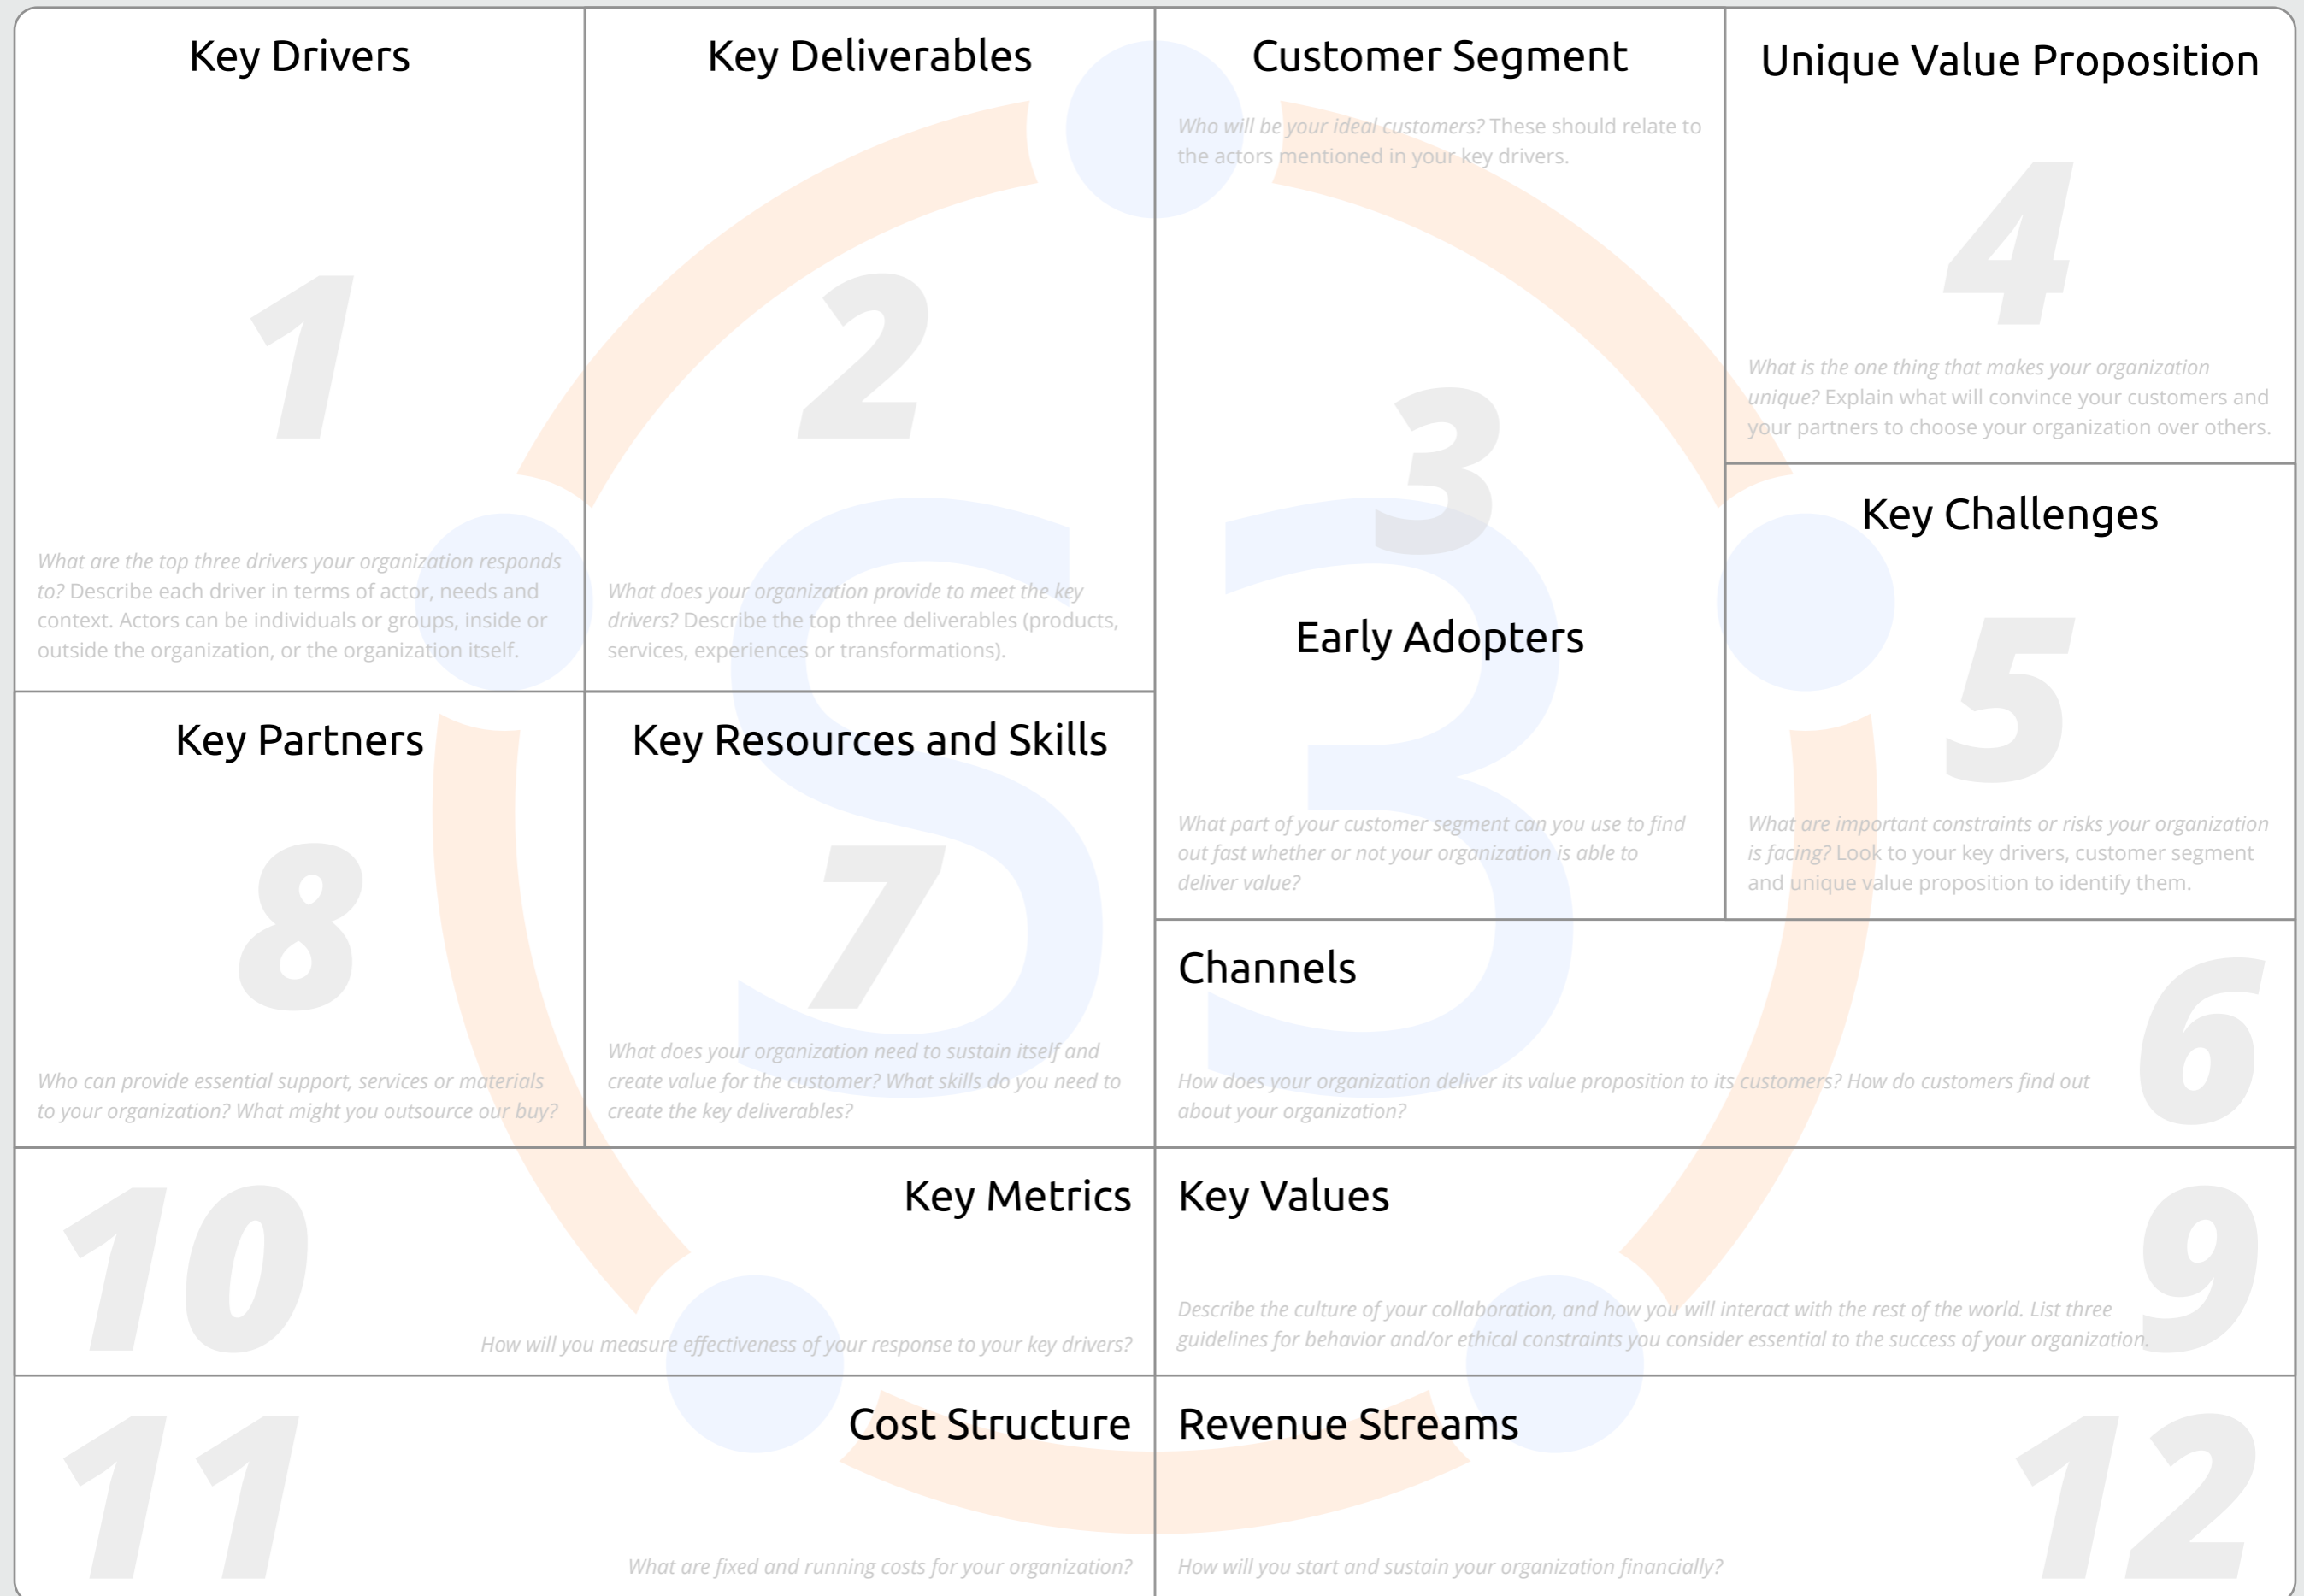 Key Drivers
1
What are the top three drivers your organization responds
to? Describe each driver in terms of actor, needs and
context. Actors can be individuals or groups, inside or
outside the organization, or the organization itself.
Key Deliverables
2
What does your organization provide to meet the key
drivers? Describe the top three deliverables (products,
services, experiences or transformations).
Customer Segment
Who will be your ideal customers? These should relate to
the actors mentioned in your key drivers.
3
Early Adopters
What part of your customer segment can you use to find
out fast whether or not your organization is able to
deliver value?
Unique Value Proposition
4
What is the one thing that makes your organization
unique? Explain what will convince your customers and
your partners to choose your organization over others.
Key Challenges
5
What are important constraints or risks your organization
is facing? Look to your key drivers, customer segment
and unique value proposition to identify them.
S3
Key Partners
8
Who can provide essential support, services or materials
to your organization? What might you outsource our buy?
Key Resources and Skills
7
What does your organization need to sustain itself and
create value for the customer? What skills do you need to
create the key deliverables?
Channels
6
How does your organization deliver its value proposition to its customers? How do customers find out
about your organization?
Key Metrics
10
How will you measure effectiveness of your response to your key drivers?
Key Values
9
Describe the culture of your collaboration, and how you will interact with the rest of the world. List three
guidelines for behavior and/or ethical constraints you consider essential to the success of your organization.
Cost Structure
11
What are fixed and running costs for your organization?
Revenue Streams
12
How will you start and sustain your organization financially?